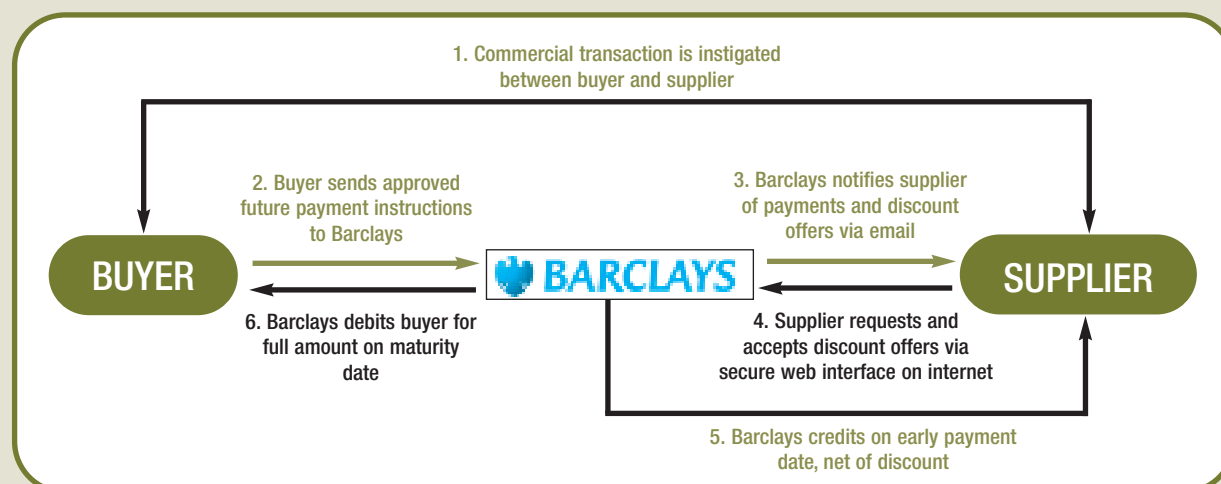 1. Commercial transaction is instigated
between buyer and supplier
2. Buyer sends approved
future payment instructions
to Barclays
3. Barclays notifies supplier
of payments and discount
offers via email
BUYER
BARCLAYS
SUPPLIER
6. Barclays debits buyer for
full amount on maturity
date
4. Supplier requests and
accepts discount offers via
secure web interface on internet
5. Barclays credits on early payment
date, net of discount